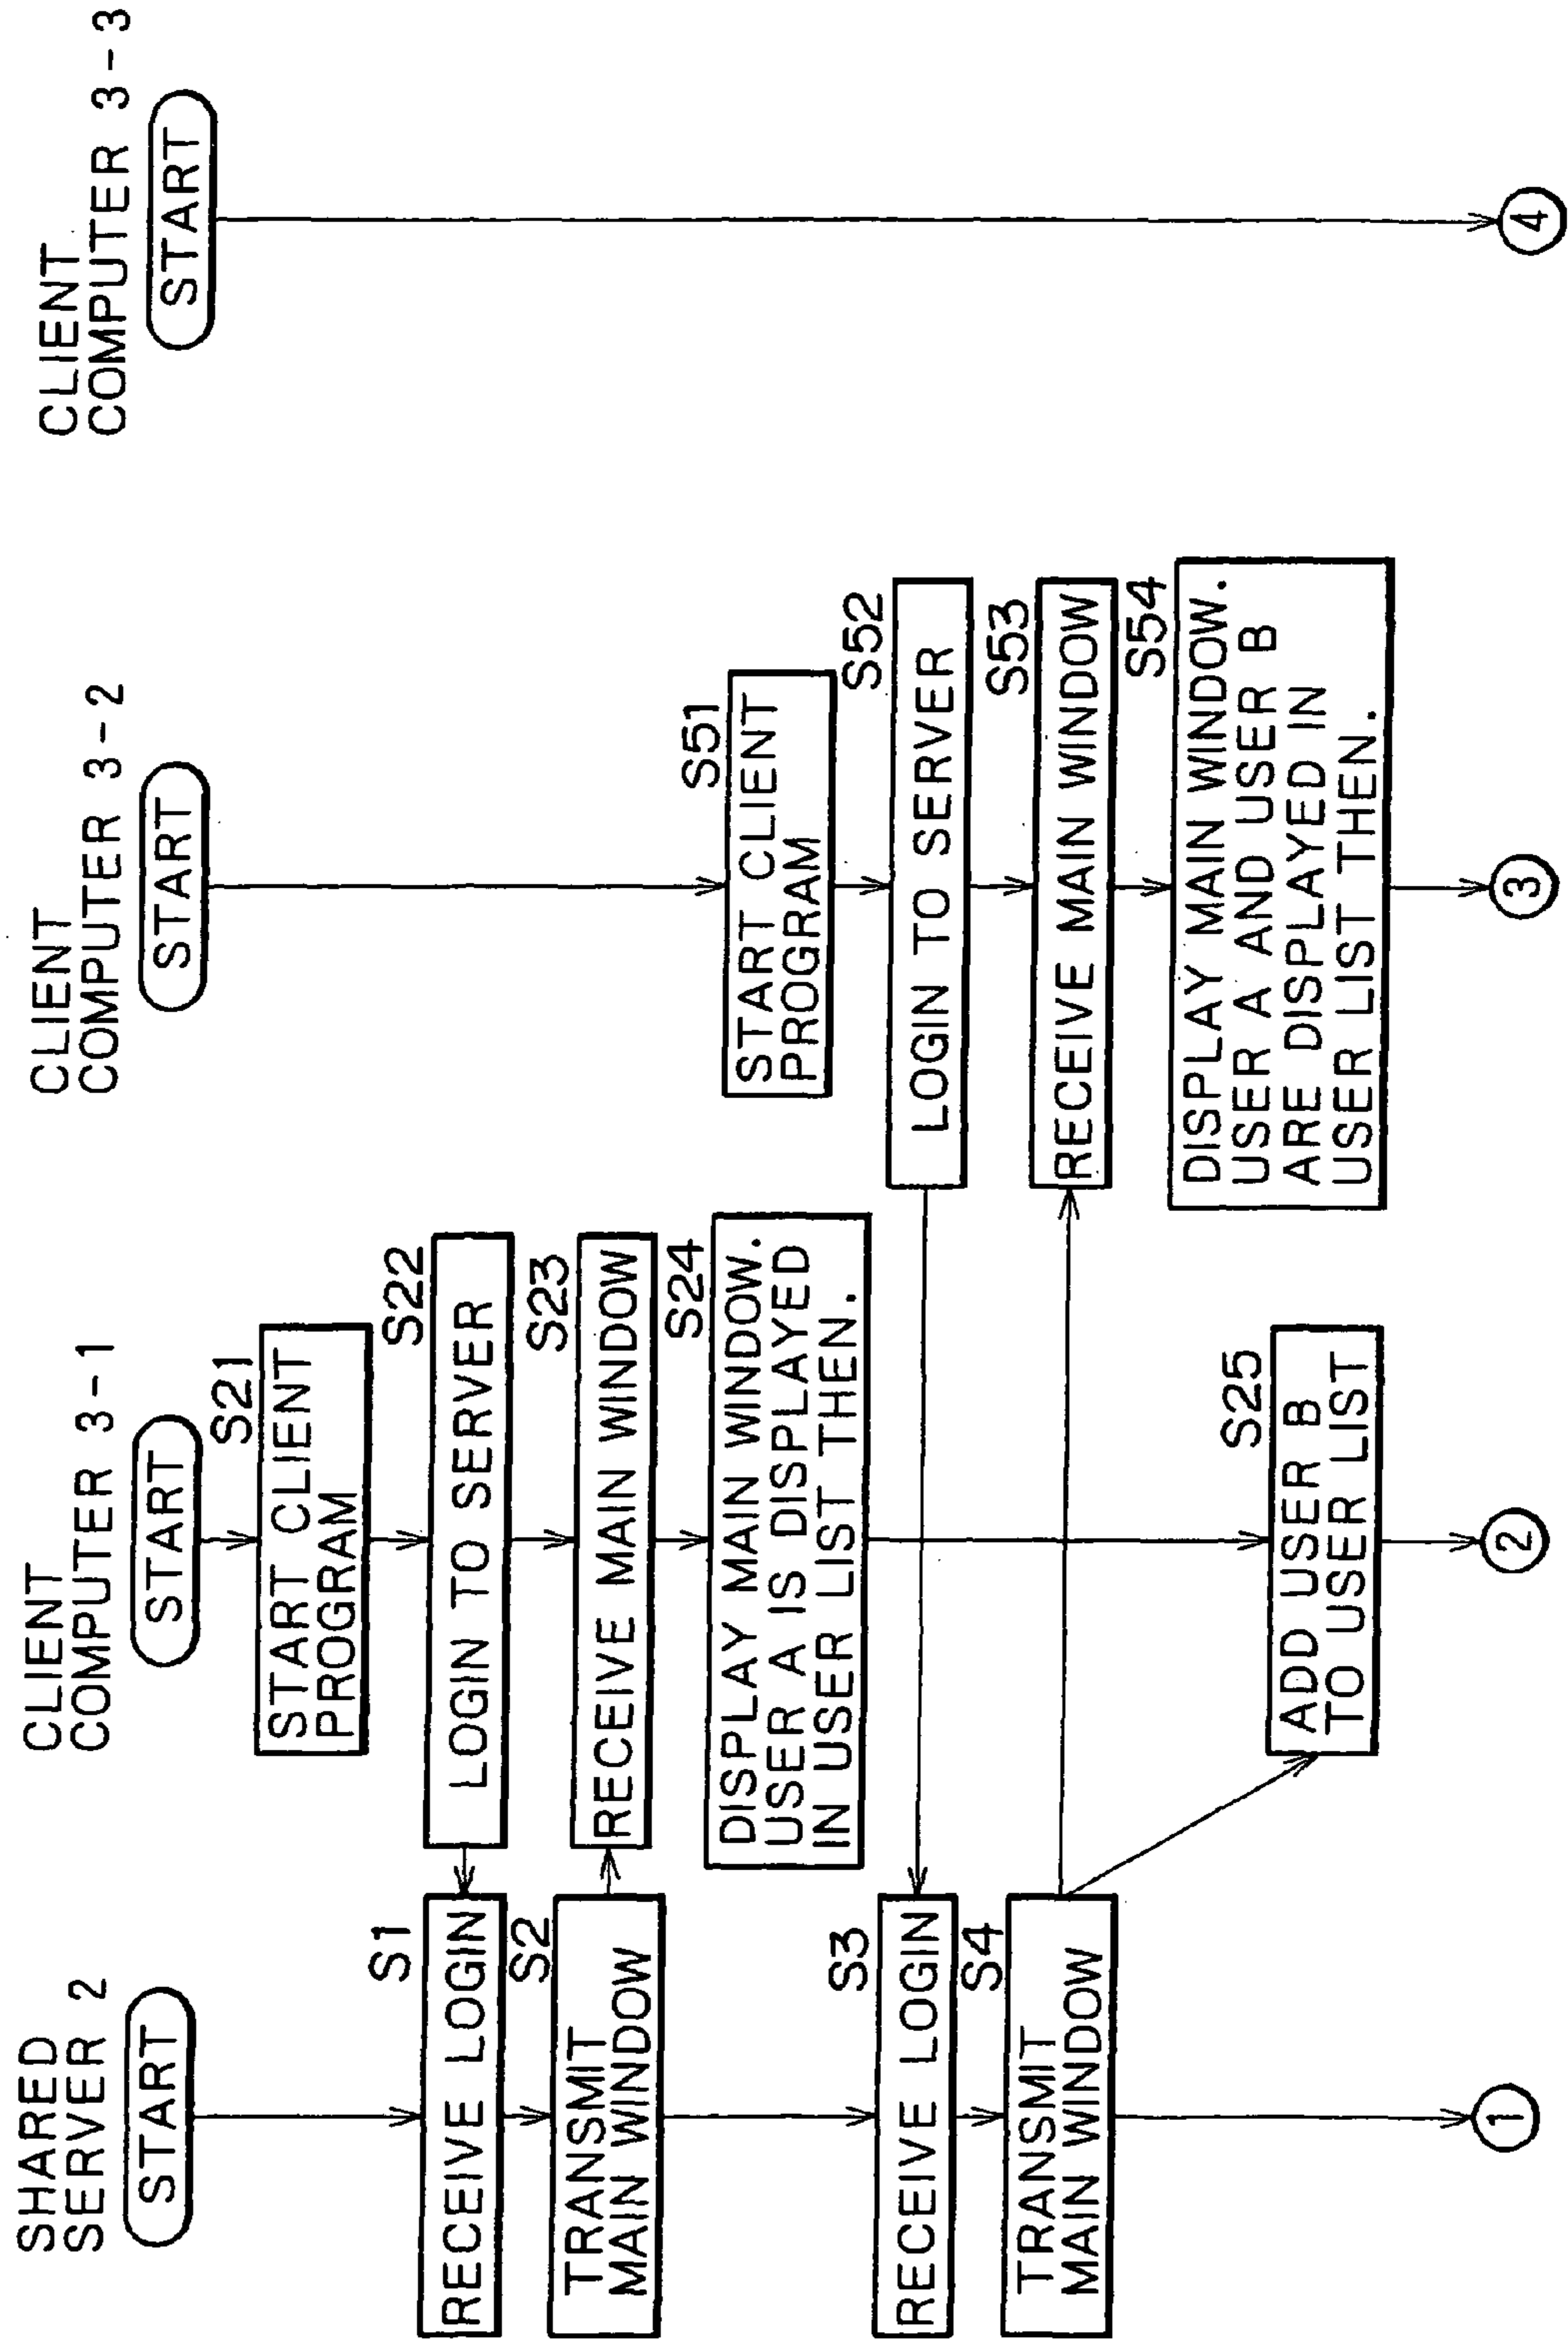 SHARED
SERVER 2
START
S1
RECEIVE LOGIN
S2
TRANSMIT
MAIN WINDOW
S3
RECEIVE LOGIN
S4
TRANSMIT
MAIN WINDOW
1
CLIENT
COMPUTER 3-1
START
S21
START CLIENT
PROGRAM
S22
LOGIN TO SERVER
S23
RECEIVE MAIN WINDOW
S24
DISPLAY MAIN WINDOW.
USER A IS DISPLAYED
IN USER LIST THEN.
S25
ADD USER B
TO USER LIST
2
CLIENT
COMPUTER 3-2
START
S51
START CLIENT
PROGRAM
S52
LOGIN TO SERVER
S53
RECEIVE MAIN WINDOW
S54
DISPLAY MAIN WINDOW.
USER A AND USER B
ARE DISPLAYED IN
USER LIST THEN.
3
CLIENT
COMPUTER 3-3
START
4